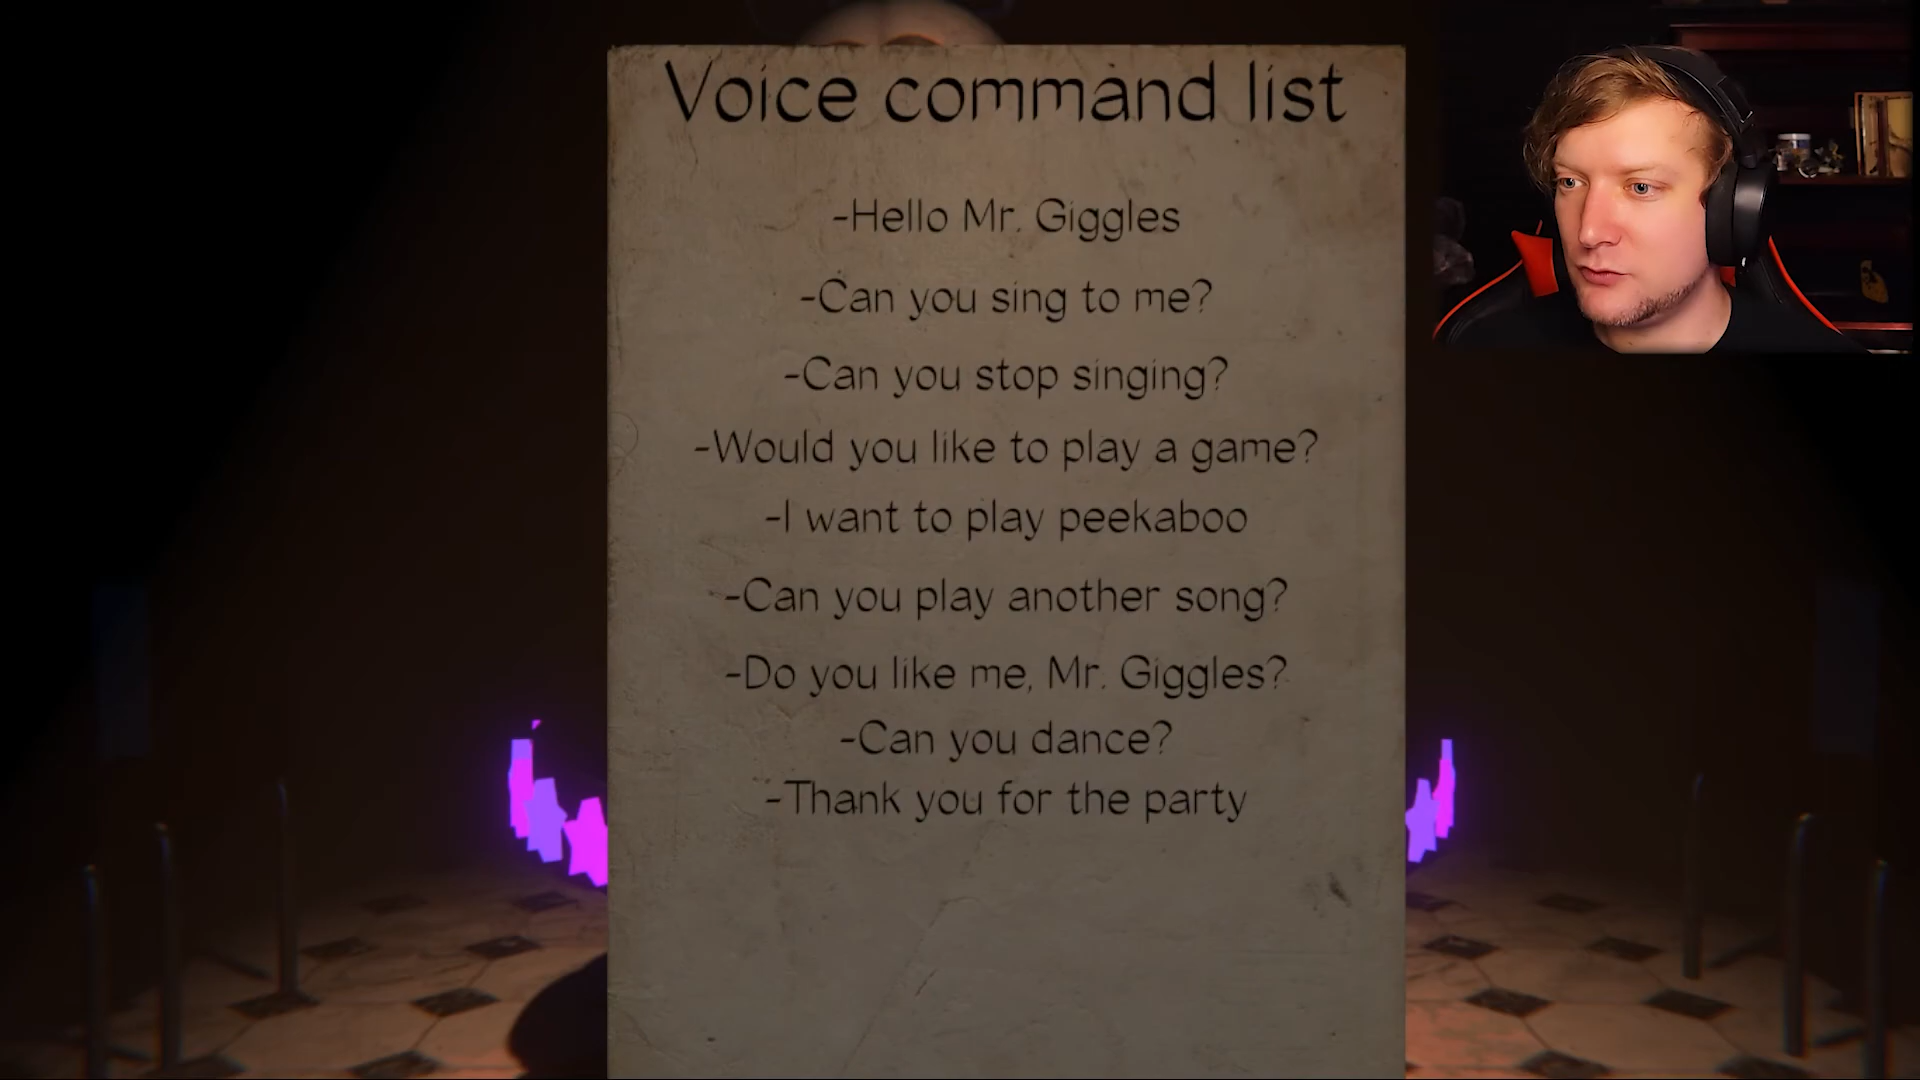 Voice command list
-Hello Mr. Giggles
-Can you sing to me?
-Can you stop singing?
-Would you like to play a game?
-I want to play peekaboo
-Can you play another song?
-Do you like me, Mr. Giggles?
-Can you dance?
-Thank you for the party